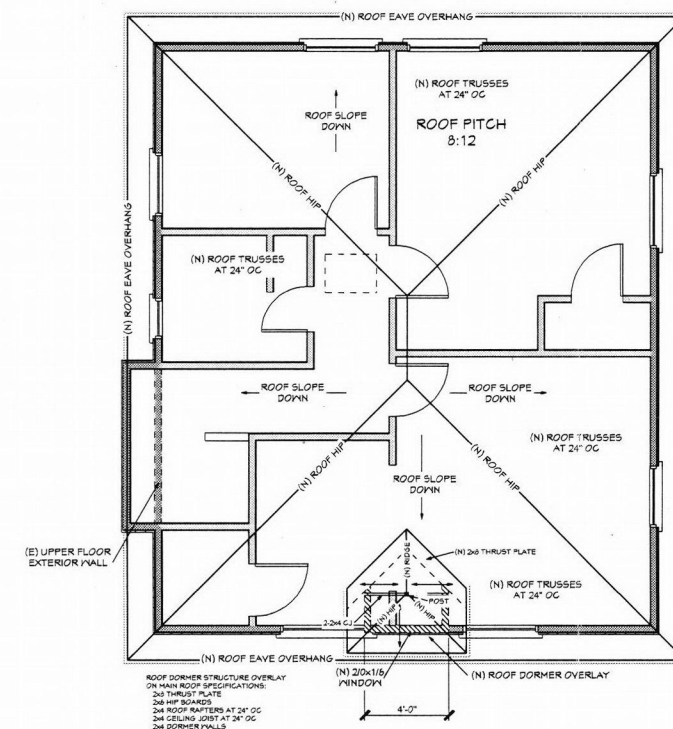 (N) ROOF EAVE OVERHANG
(N) ROOF TRUSSES
AT 24" OC
ROOF SLOPE
DOWN
ROOF PITCH
8:12
(N) ROOF HIP
(N) ROOF HIP
(N) ROOF EAVE OVERHANG
(N) ROOF TRUSSES
AT 24" OC
ROOF SLOPE
DOWN
ROOF SLOPE
DOWN
(N) ROOF TRUSSES
AT 24" OC
(N) ROOF HIP
(N) ROOF HIP
ROOF SLOPE
DOWN
(E) UPPER FLOOR
EXTERIOR WALL
(N) RIDGE
(N) 2x8 THRUST PLATE
(N) ROOF TRUSSES
AT 24" OC
POST
(N) HIP
(N) HIP
2-2x4 CJ
(N) ROOF EAVE OVERHANG
(N) 2/0x1/6
WINDOW
(N) ROOF DORMER OVERLAY
ROOF DORMER STRUCTURE OVERLAY
ON MAIN ROOF SPECIFICATIONS:
2x8 THRUST PLATE
2x6 HIP BOARDS
2x4 ROOF RAFTERS AT 24" OC
2x4 CEILING JOIST AT 24" OC
2x4 DORMER WALLS
4'-0"